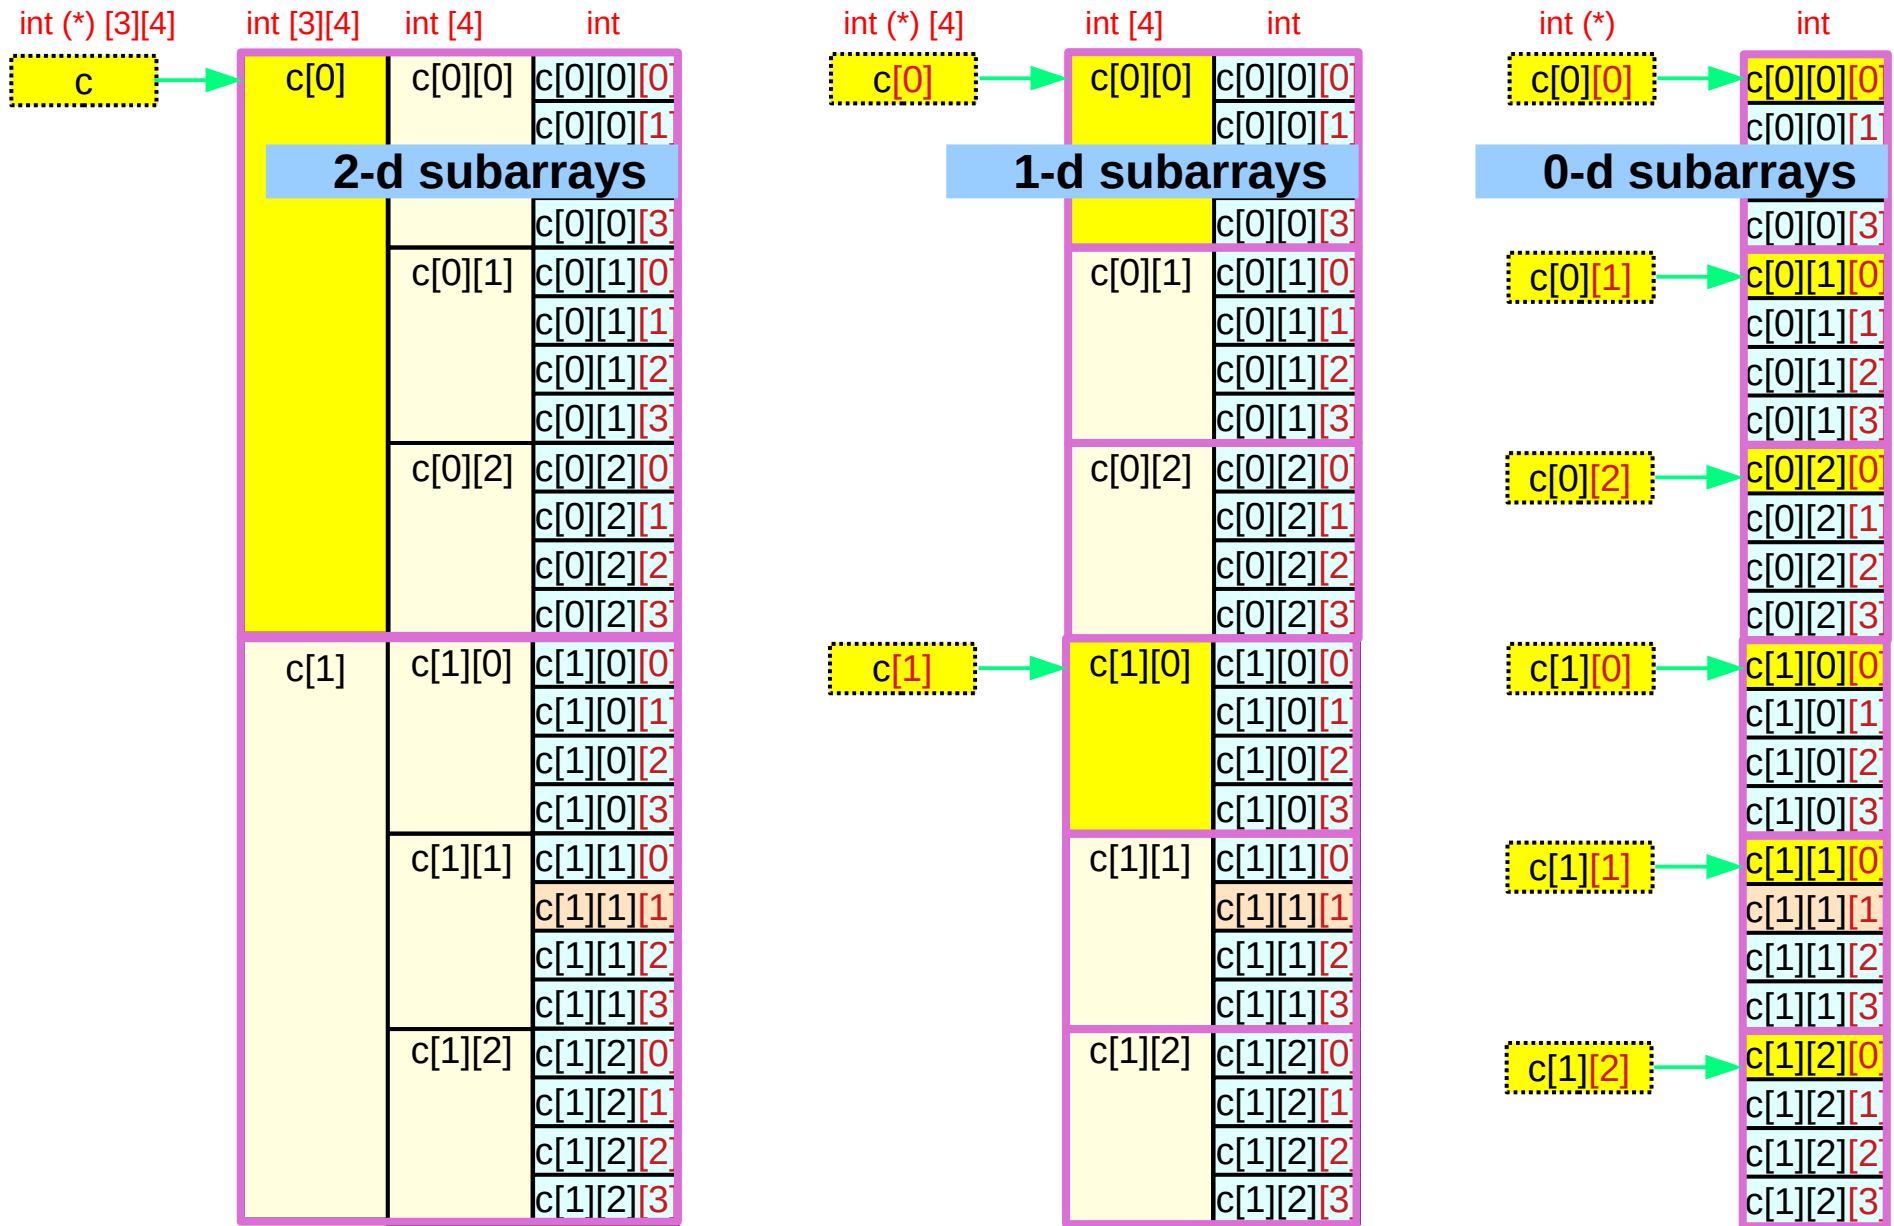 int (*) [3][4] int [3][4] int [4] int
c c[0] c[0][0] c[0][0][0]
c[0][0][1]
2-d subarrays
c[0][0][3]
c[0][1] c[0][1][0]
c[0][1][1]
c[0][1][2]
c[0][1][3]
c[0][2] c[0][2][0]
c[0][2][1]
c[0][2][2]
c[0][2][3]
c[1] c[1][0] c[1][0][0]
c[1][0][1]
c[1][0][2]
c[1][0][3]
c[1][1] c[1][1][0]
c[1][1][1]
c[1][1][2]
c[1][1][3]
c[1][2] c[1][2][0]
c[1][2][1]
c[1][2][2]
c[1][2][3]
int (*) [4] int [4] int
c[0] c[0][0] c[0][0][0]
c[0][0][1]
1-d subarrays
c[0][0][3]
c[0][1] c[0][1][0]
c[0][1][1]
c[0][1][2]
c[0][1][3]
c[0][2] c[0][2][0]
c[0][2][1]
c[0][2][2]
c[0][2][3]
c[1] c[1][0] c[1][0][0]
c[1][0][1]
c[1][0][2]
c[1][0][3]
c[1][1] c[1][1][0]
c[1][1][1]
c[1][1][2]
c[1][1][3]
c[1][2] c[1][2][0]
c[1][2][1]
c[1][2][2]
c[1][2][3]
int (*) int
c[0][0] c[0][0][0]
c[0][0][1]
0-d subarrays
c[0][0][3]
c[0][1] c[0][1][0]
c[0][1][1]
c[0][1][2]
c[0][1][3]
c[0][2] c[0][2][0]
c[0][2][1]
c[0][2][2]
c[0][2][3]
c[1][0] c[1][0][0]
c[1][0][1]
c[1][0][2]
c[1][0][3]
c[1][1] c[1][1][0]
c[1][1][1]
c[1][1][2]
c[1][1][3]
c[1][2] c[1][2][0]
c[1][2][1]
c[1][2][2]
c[1][2][3]